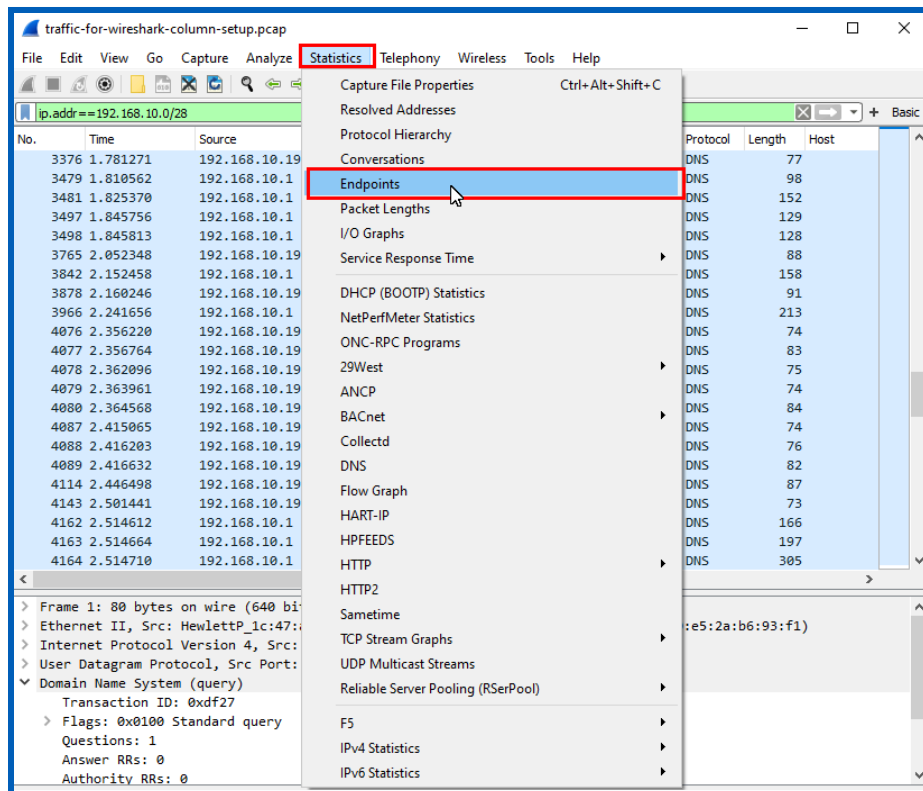 traffic-for-wireshark-column-setup.pcap
File Edit View Go Capture Analyze Statistics Telephony Wireless Tools Help
ip.addr==192.168.10.0/28
Basic
No. Time Source Protocol Length Host
3376 1.781271 192.168.10.19 DNS 77
3479 1.810562 192.168.10.1 DNS 98
3481 1.825370 192.168.10.1 DNS 152
3497 1.845756 192.168.10.1 DNS 129
3498 1.845813 192.168.10.1 DNS 128
3765 2.052348 192.168.10.19 DNS 88
3842 2.152458 192.168.10.1 DNS 158
3878 2.160246 192.168.10.19 DNS 91
3966 2.241656 192.168.10.1 DNS 213
4076 2.356220 192.168.10.19 DNS 74
4077 2.356764 192.168.10.19 DNS 83
4078 2.362096 192.168.10.19 DNS 75
4079 2.363961 192.168.10.19 DNS 74
4080 2.364568 192.168.10.19 DNS 84
4087 2.415065 192.168.10.19 DNS 74
4088 2.416203 192.168.10.19 DNS 76
4089 2.416632 192.168.10.19 DNS 82
4114 2.446498 192.168.10.19 DNS 87
4143 2.501441 192.168.10.19 DNS 73
4162 2.514612 192.168.10.1 DNS 166
4163 2.514664 192.168.10.1 DNS 197
4164 2.514710 192.168.10.1 DNS 305
Capture File Properties Ctrl+Alt+Shift+C
Resolved Addresses
Protocol Hierarchy
Conversations
Endpoints
Packet Lengths
I/O Graphs
Service Response Time
DHCP (BOOTP) Statistics
NetPerfMeter Statistics
ONC-RPC Programs
29West
ANCP
BACnet
Collectd
DNS
Flow Graph
HART-IP
HPFEEDS
HTTP
HTTP2
Sametime
TCP Stream Graphs
UDP Multicast Streams
Reliable Server Pooling (RSerPool)
F5
IPv4 Statistics
IPv6 Statistics
Frame 1: 80 bytes on wire (640 bi
Ethernet II, Src: HewlettP_1c:47: :e5:2a:b6:93:f1)
Internet Protocol Version 4, Src:
User Datagram Protocol, Src Port:
Domain Name System (query)
Transaction ID: 0xdf27
Flags: 0x0100 Standard query
Questions: 1
Answer RRs: 0
Authority RRs: 0